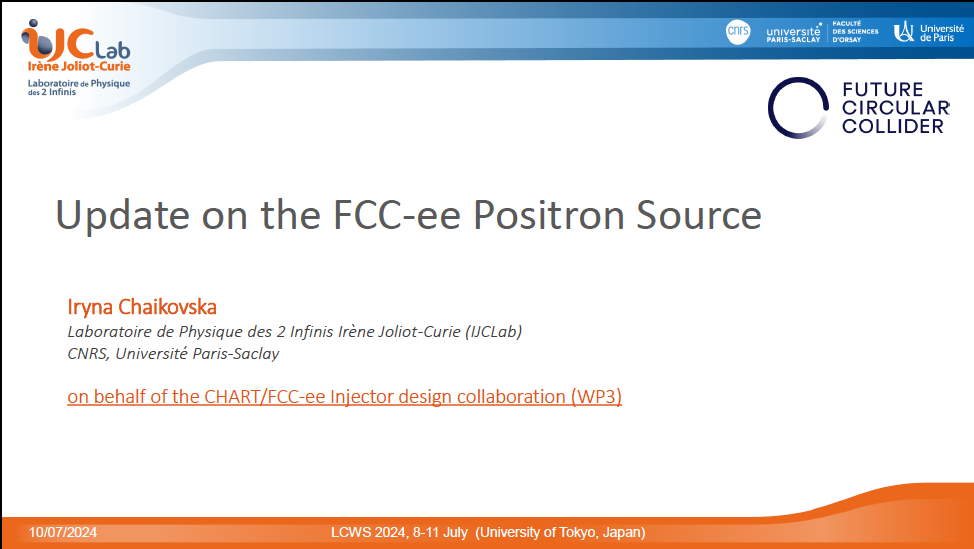 IJCLab
Irène Joliot-Curie
Laboratoire de Physique
des 2 Infinis
cnrs
université
PARIS-SACLAY
FACULTÉ
DES SCIENCES
D'ORSAY
Université
de Paris
FUTURE
CIRCULAR
COLLIDER
Update on the FCC-ee Positron Source
Iryna Chaikovska
Laboratoire de Physique des 2 Infinis Irène Joliot-Curie (IJCLab)
CNRS, Université Paris-Saclay
on behalf of the CHART/FCC-ee Injector design collaboration (WP3)
10/07/2024
LCWS 2024, 8-11 July (University of Tokyo, Japan)